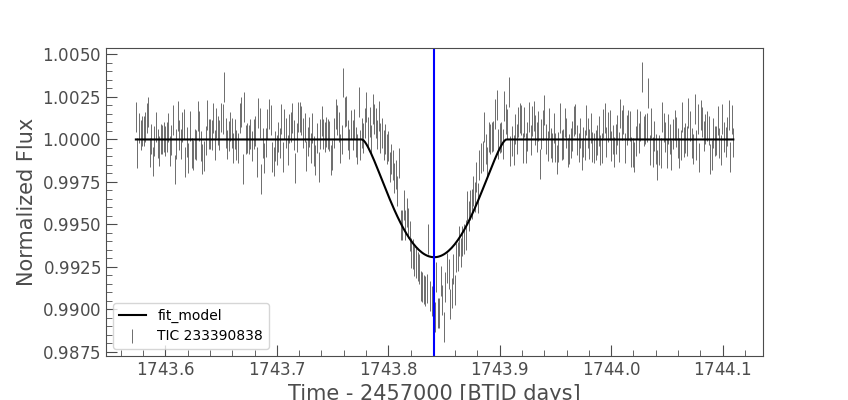 1.0050
1.0025
1.0000
0.9975
0.9950
0.9925
0.9900
0.9875
Normalized Flux
fit_model
TIC 233390838
1743.6 1743.7 1743.8 1743.9 1744.0 1744.1
Time - 2457000 [BTJD days]